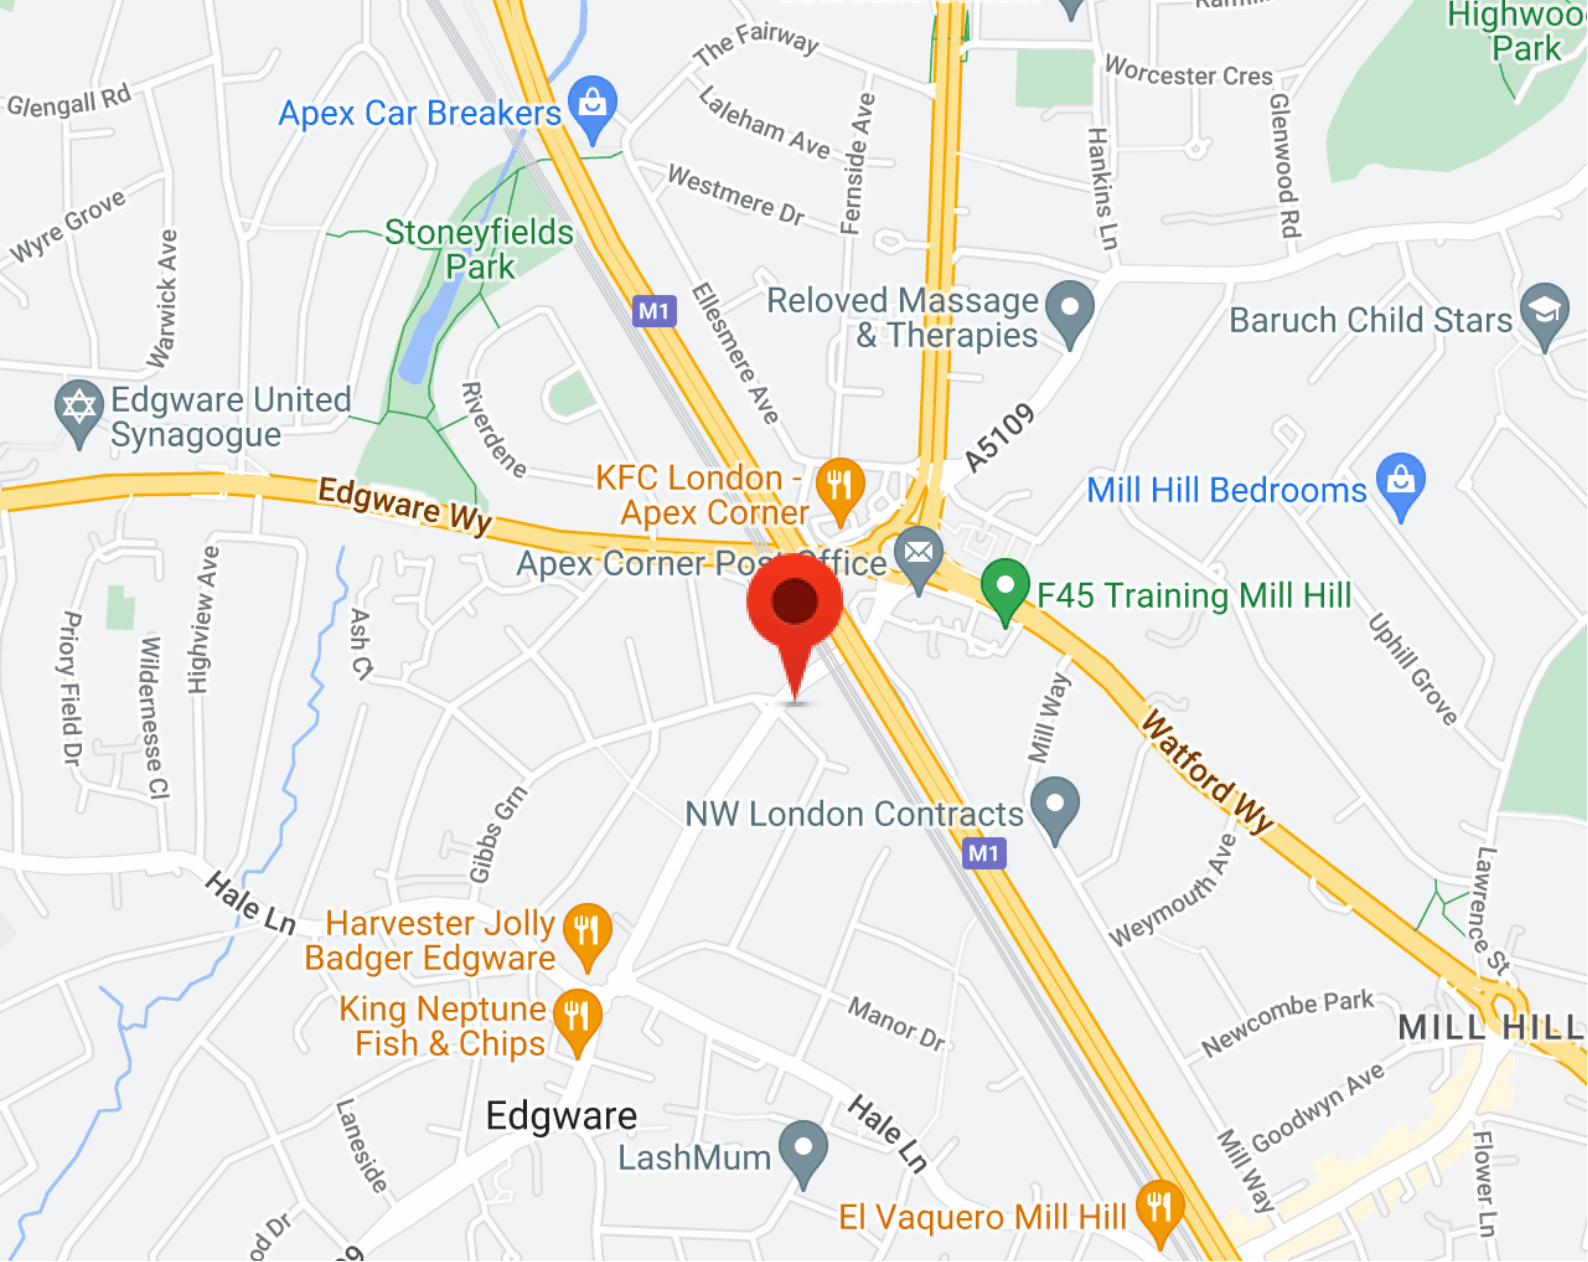 Highwoo
Park
The Fairway
Worcester Cres
Glengall Rd
Apex Car Breakers
Laleham Ave
Fernside Ave
Hankins Ln
Glenwood Rd
Westmere Dr
Wyre Grove
Stoneyfields
Park
Warwick Ave
M1
Ellesmere Ave
Reloved Massage
& Therapies
Baruch Child Stars
Edgware United
Synagogue
Riverdene
A5109
KFC London -
Apex Corner
Mill Hill Bedrooms
Edgware Wy
Apex Corner Post Office
F45 Training Mill Hill
Highview Ave
Ash Ct
Priory Field Dr
Wildernesse Cl
Uphill Grove
Mill Way
Watford Wy
NW London Contracts
Gibbs Grn
M1
Weymouth Ave
Lawrence St
Hale Ln
Harvester Jolly
Badger Edgware
King Neptune
Fish & Chips
Manor Dr
Newcombe Park
MILL HILL
Goodwyn Ave
Edgware
Laneside
Hale Ln
LashMum
Mill Way
Flower Ln
El Vaquero Mill Hill
od Dr
09